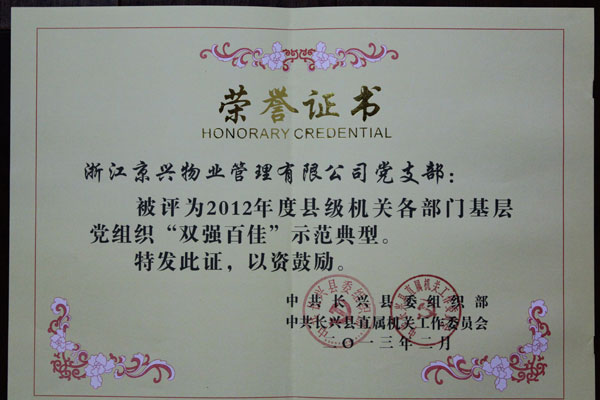 荣誉证书
HONORARY CREDENTIAL
浙江京兴物业管理有限公司党支部：
被评为2012年度县级机关各部门基层
党组织“双强百佳”示范典型。
特发此证，以资鼓励。
中共长兴县委组织部
中共长兴县直属机关工作委员会
二〇一三年二月